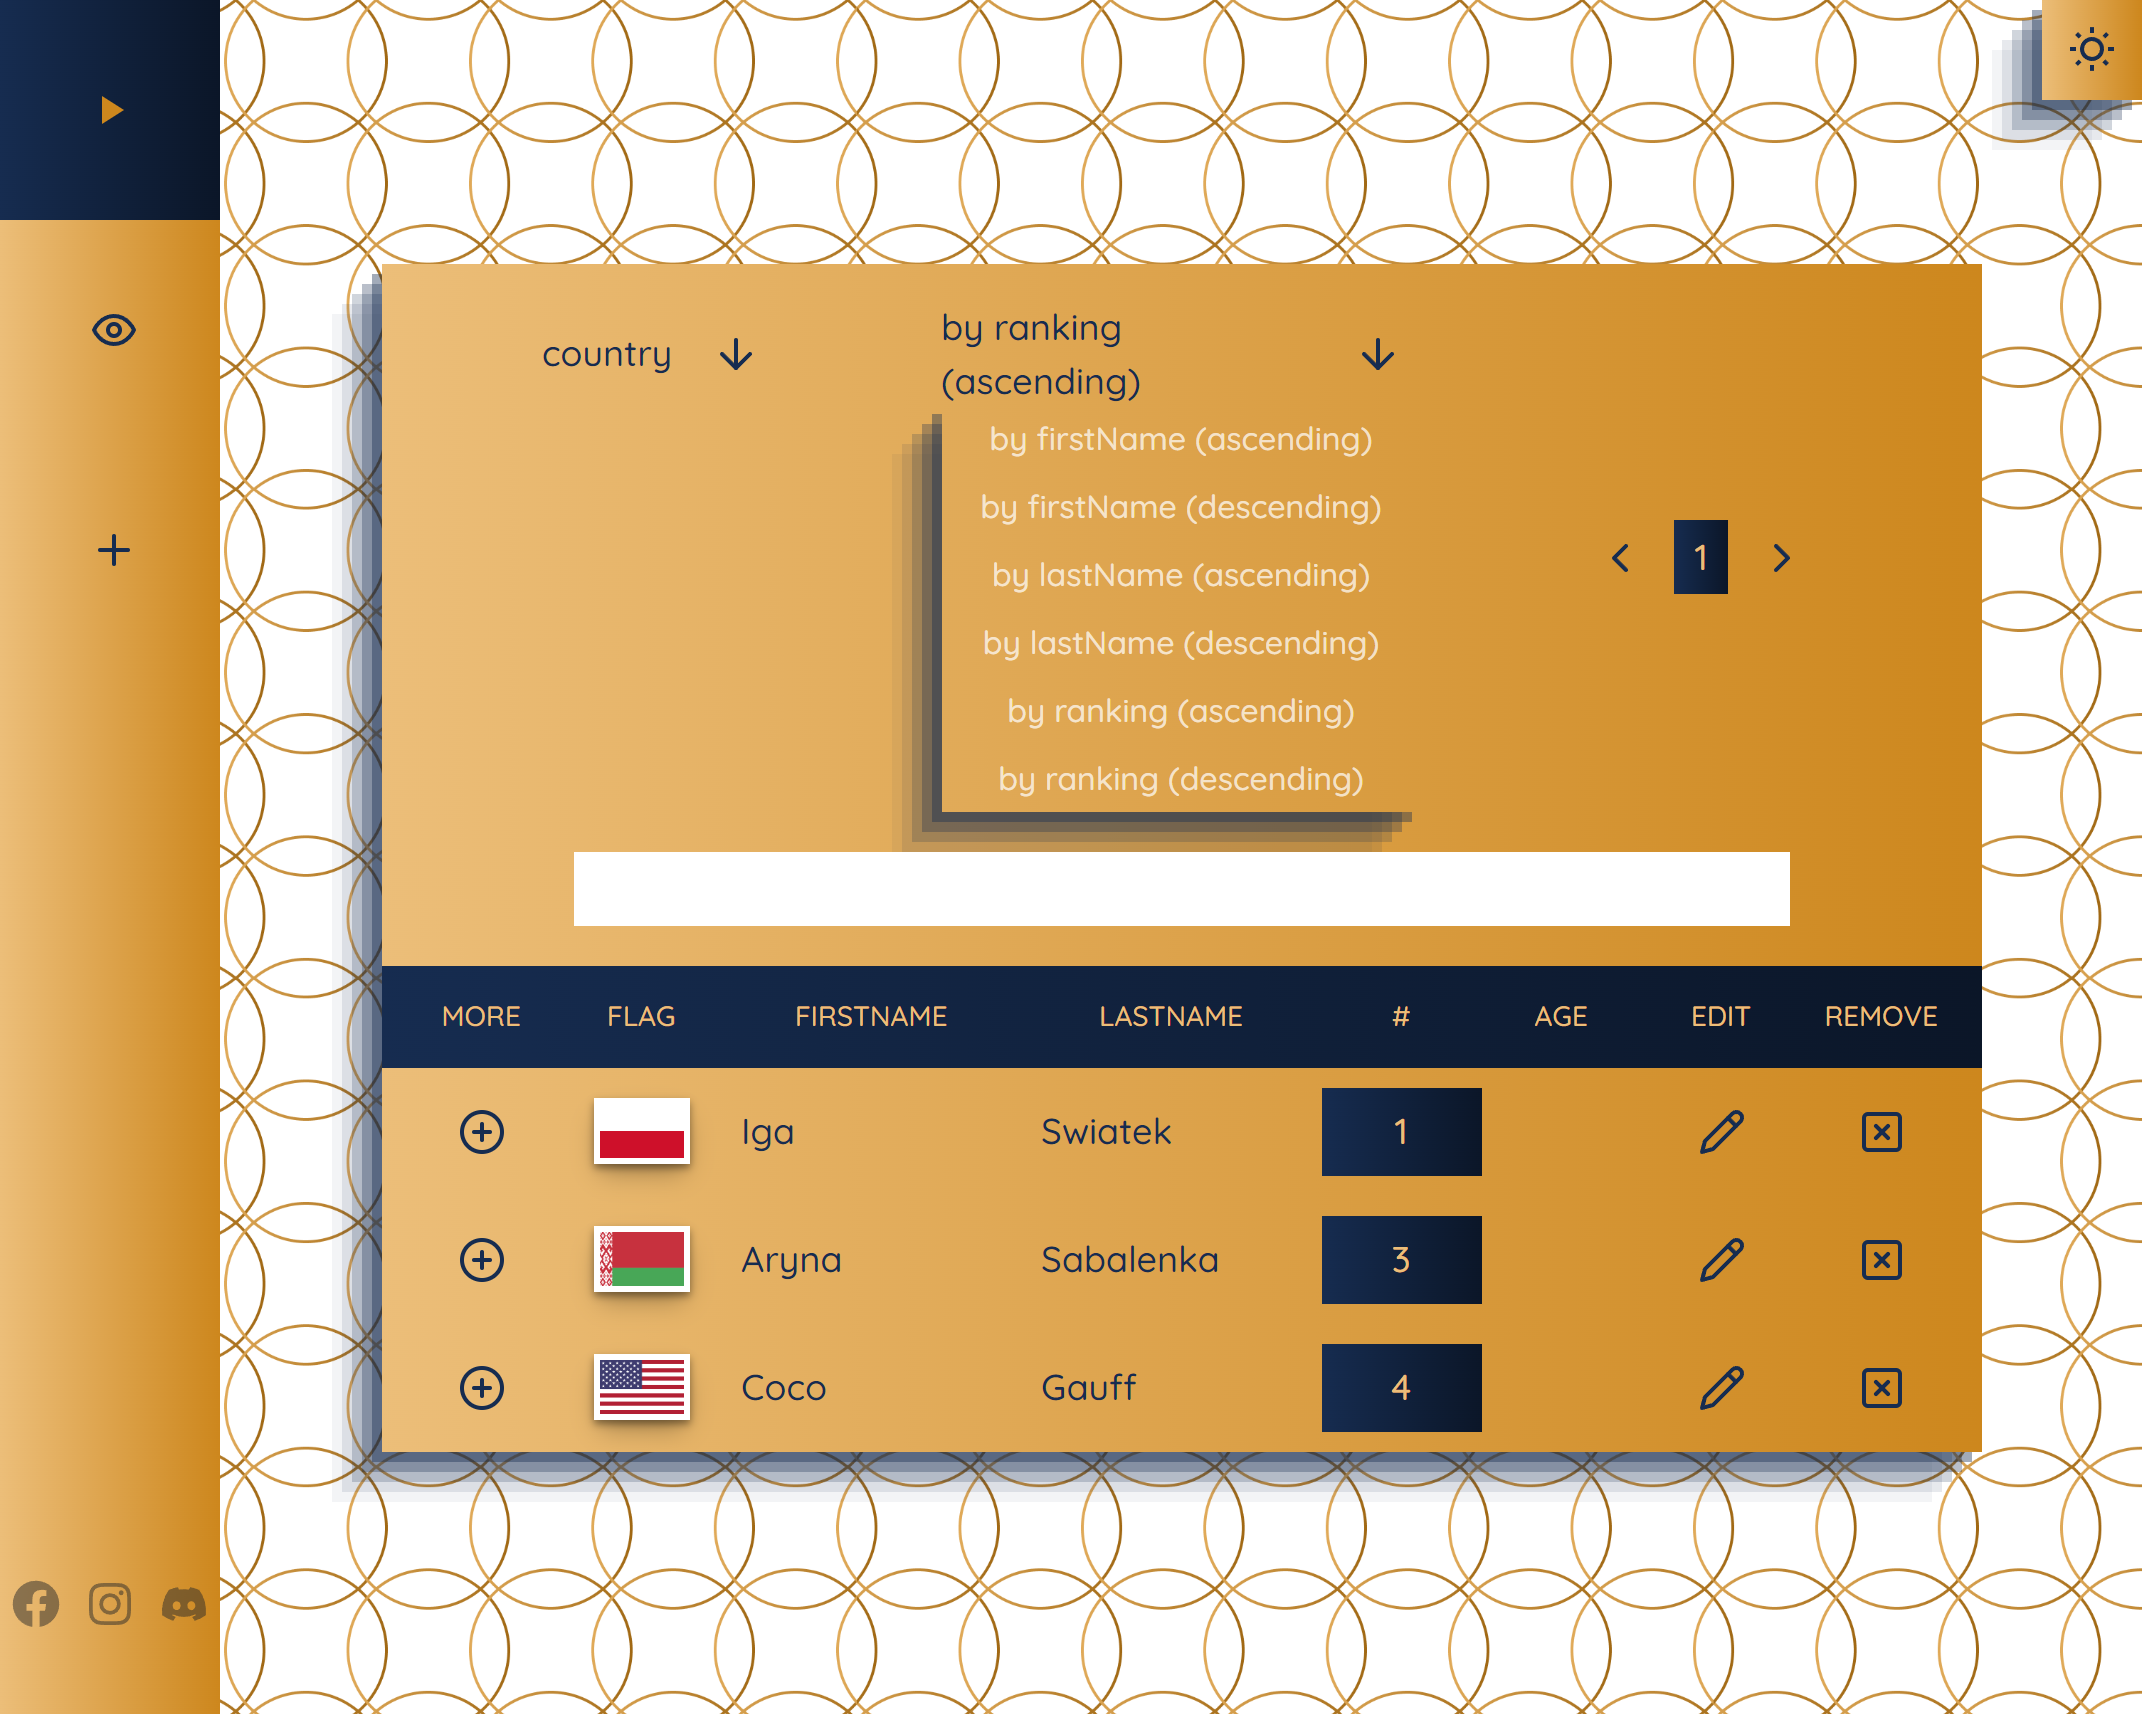 country
by ranking
(ascending)
by firstName (ascending)
by firstName (descending)
by lastName (ascending)
by lastName (descending)
by ranking (ascending)
by ranking (descending)
1
MORE FLAG FIRSTNAME LASTNAME # AGE EDIT REMOVE
Iga Swiatek 1
Aryna Sabalenka 3
Coco Gauff 4